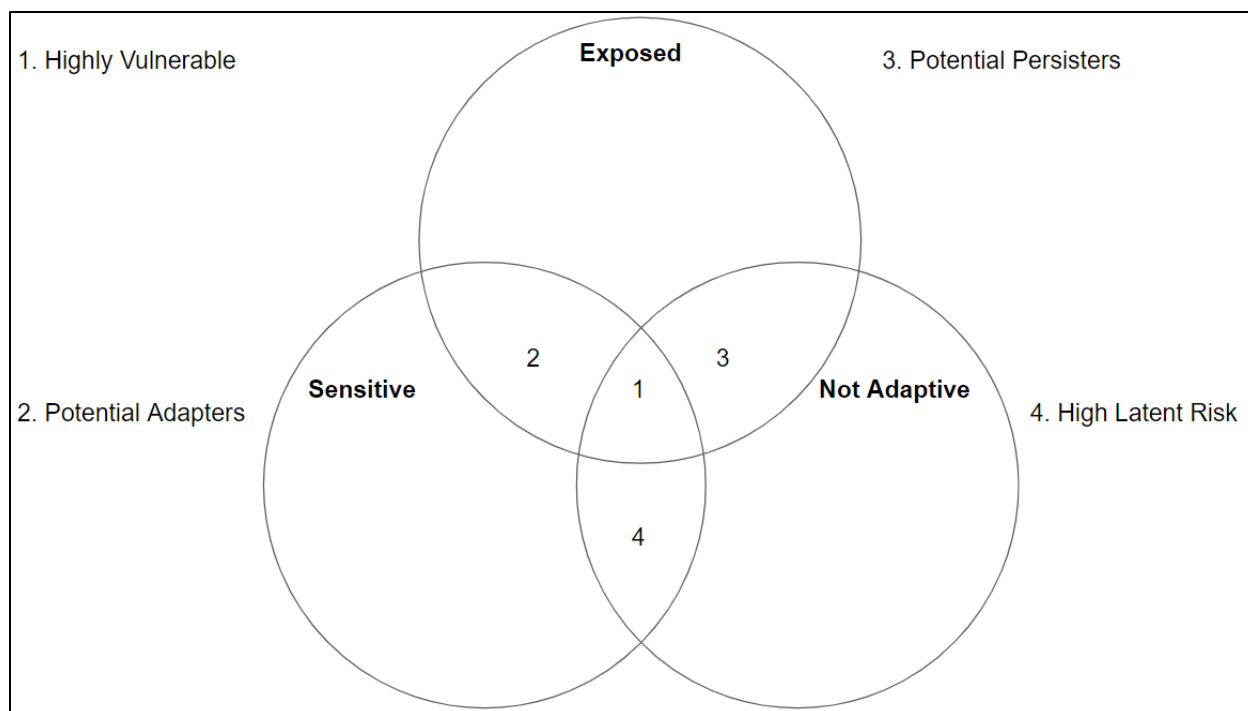 Exposed
1. Highly Vulnerable
3. Potential Persisters
2
3
1
Sensitive
Not Adaptive
2. Potential Adapters
4. High Latent Risk
4